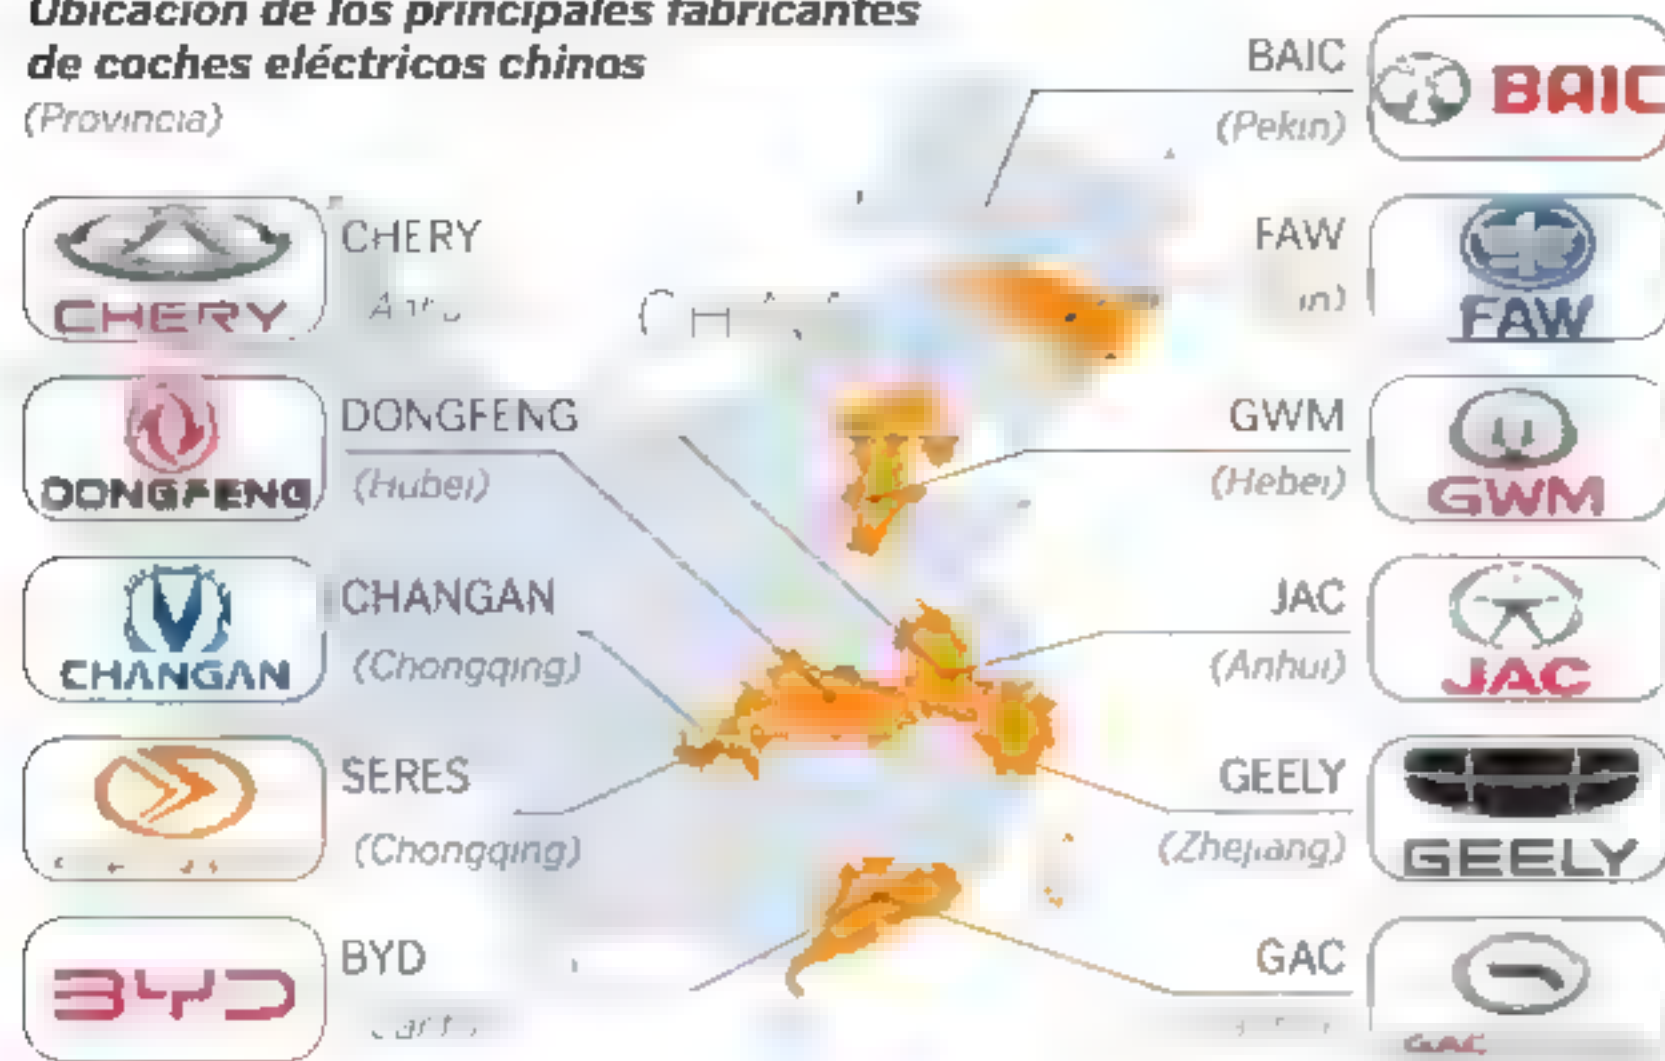 Ubicación de los principales fabricantes
de coches eléctricos chinos
(Provincia)
CHERY
CHERY
DONGFENG
DONGFENG
(Hubei)
CHANGAN
CHANGAN
(Chongqing)
SERES
(Chongqing)
BYD
BYD
BAIC
(Pekín)
BAIC
FAW
FAW
GWM
(Hebei)
GWM
JAC
(Anhui)
JAC
GEELY
(Zhejiang)
GEELY
GAC
GAC